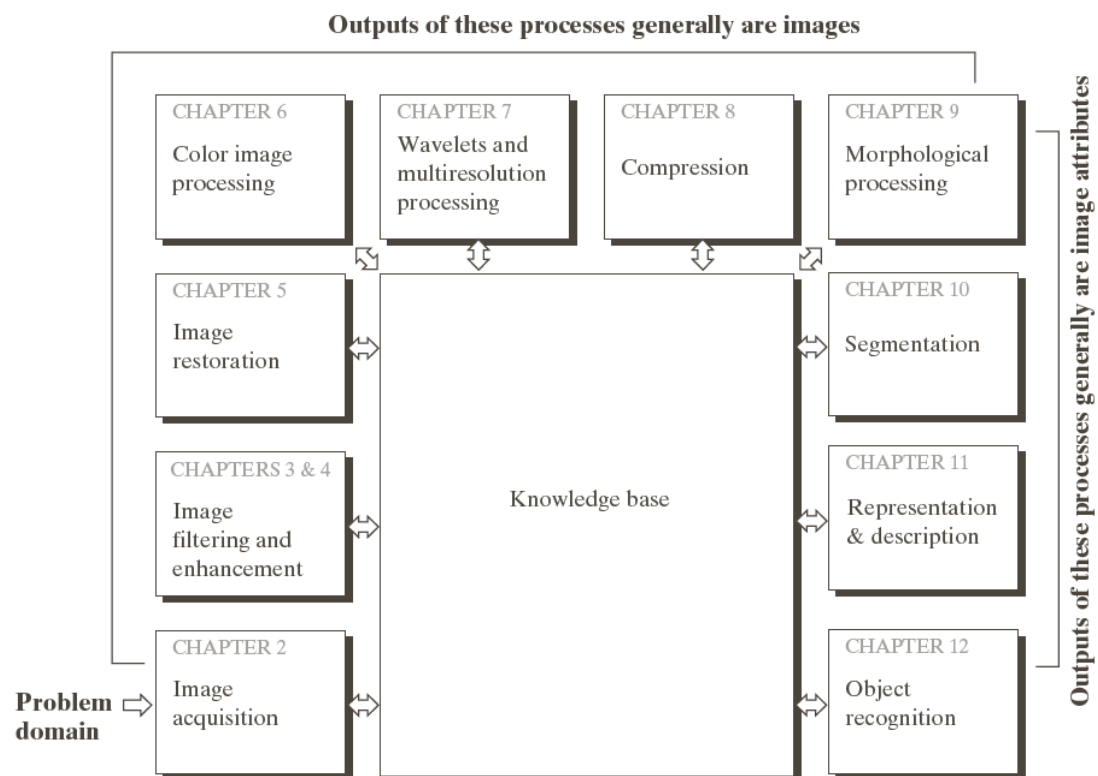 Outputs of these processes generally are images
CHAPTER 6
Color image
processing
CHAPTER 7
Wavelets and
multiresolution
processing
CHAPTER 8
Compression
CHAPTER 9
Morphological
processing
CHAPTER 5
Image
restoration
CHAPTER 10
Segmentation
CHAPTERS 3 & 4
Image
filtering and
enhancement
Knowledge base
CHAPTER 11
Representation
& description
CHAPTER 2
Image
acquisition
CHAPTER 12
Object
recognition
Problem
domain
Outputs of these processes generally are image attributes